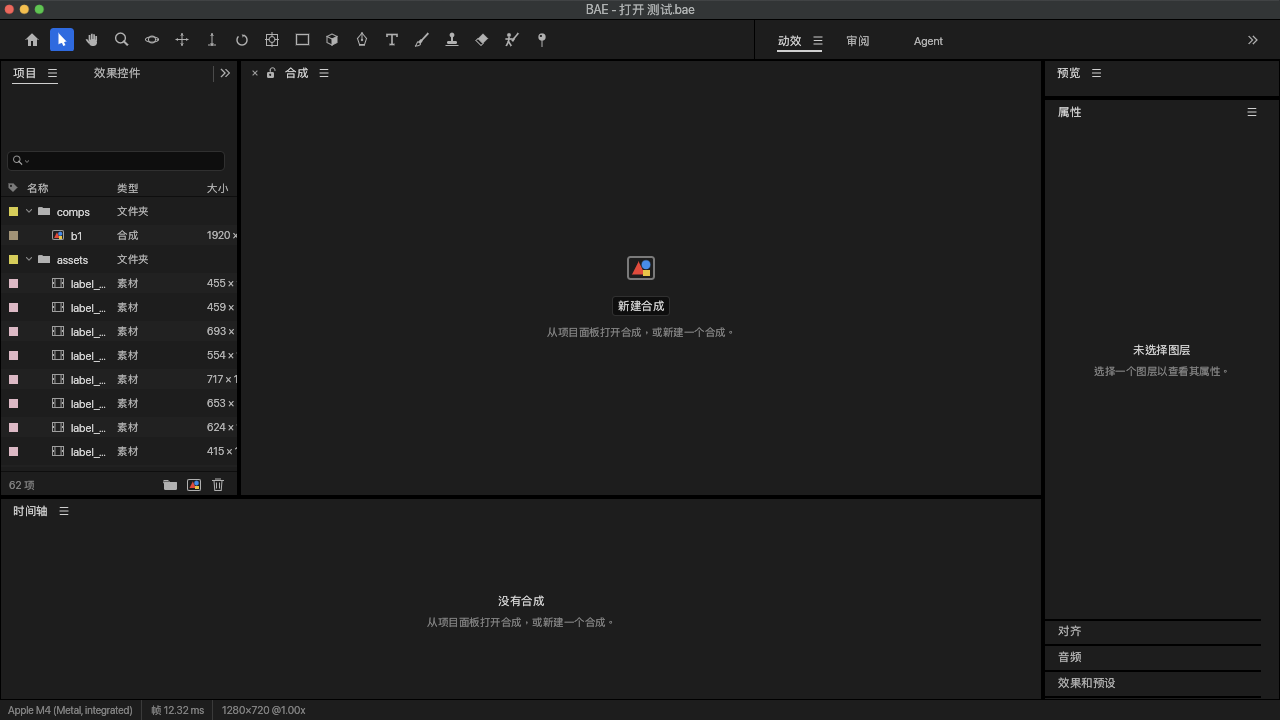 BAE - 打开 测试.bae
动效
审阅
Agent
项目
效果控件
合成
预览
属性
名称 类型 大小
comps 文件夹
b1 合成 1920 ×
assets 文件夹
label_... 素材 455 ×
label_... 素材 459 ×
label_... 素材 693 ×
label_... 素材 554 ×
label_... 素材 717 × 1
label_... 素材 653 ×
label_... 素材 624 ×
label_... 素材 415 ×
62 项
新建合成
从项目面板打开合成，或新建一个合成。
未选择图层
选择一个图层以查看其属性。
时间轴
没有合成
从项目面板打开合成，或新建一个合成。
对齐
音频
效果和预设
Apple M4 (Metal, integrated) 帧 12.32 ms 1280×720 @1.00x